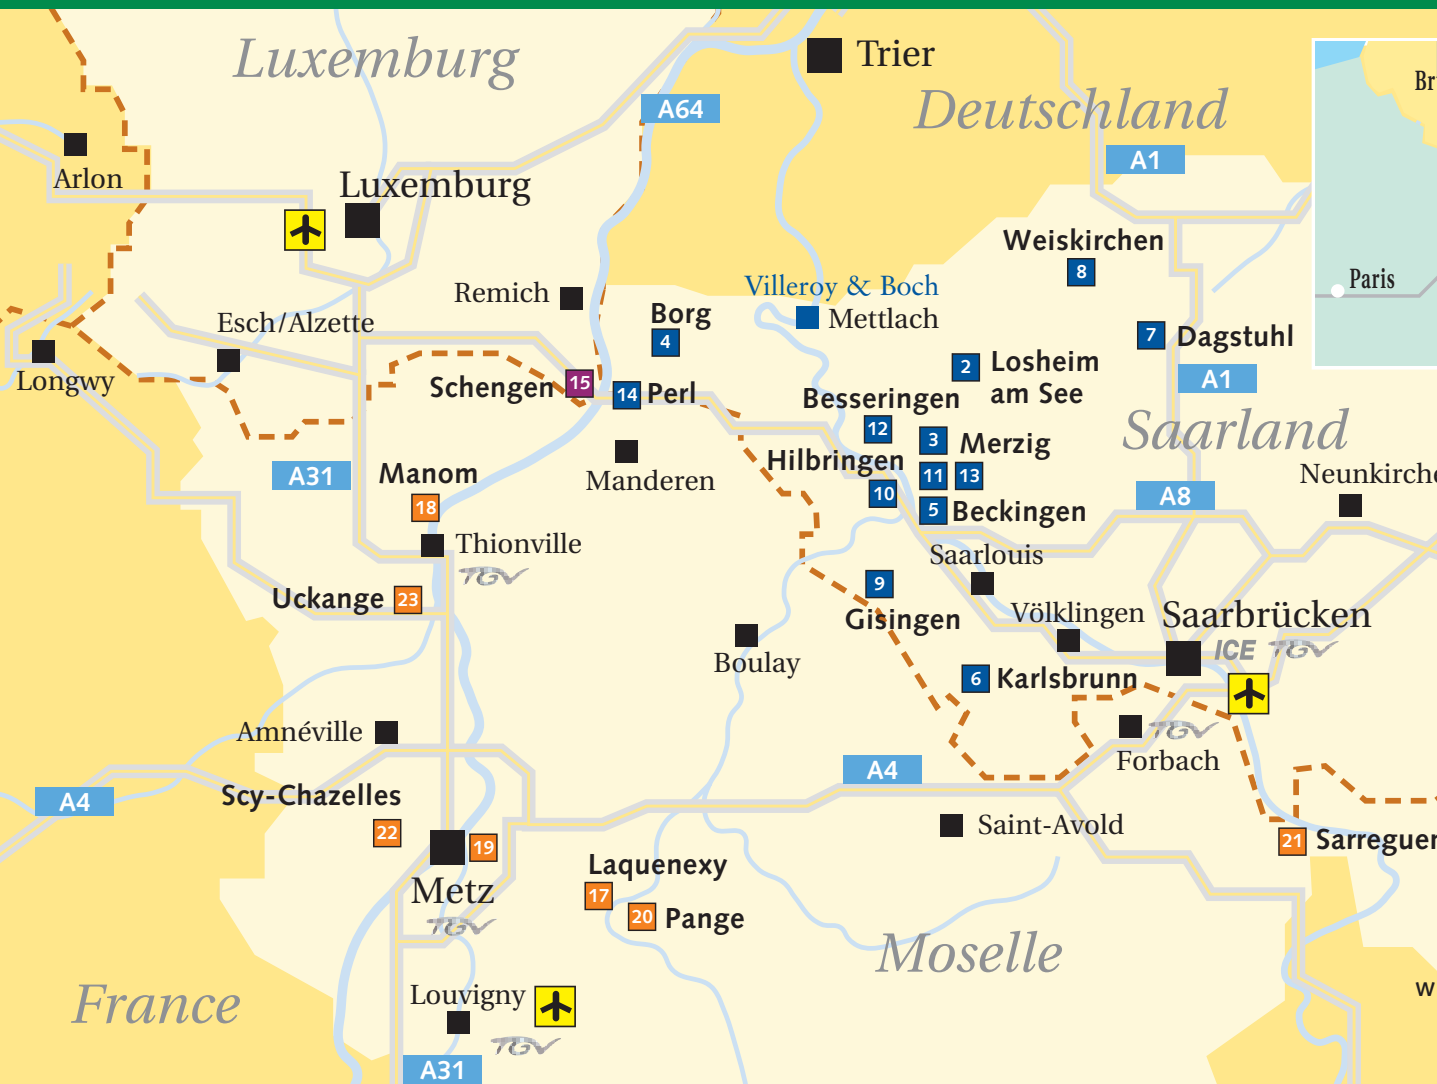 Luxemburg
Trier
Deutschland
A64
A1
Arlon
Luxemburg
Paris
Weiskirchen
8
Remich
Villeroy & Boch
Mettlach
Borg
4
Esch/Alzette
7 Dagstuhl
Longwy
Schengen 15
14 Perl
2 Losheim
am See
A1
Besseringen
12
Saarland
3 Merzig
Hilbringen
11 13
10
Manderen
A31
Manom
18
5 Beckingen
A8
Neunkirche
Thionville
TGV
Saarlouis
Uckange 23
9
Gisingen
Völklingen
Saarbrücken
ICE TGV
Boulay
6 Karlsbrunn
Amnéville
TGV
Forbach
A4
A4
Scy-Chazelles
22
19
Metz
TGV
Saint-Avold
21 Sarreguer
Laquenexy
17
20 Pange
Moselle
France
Louvigny
TGV
A31